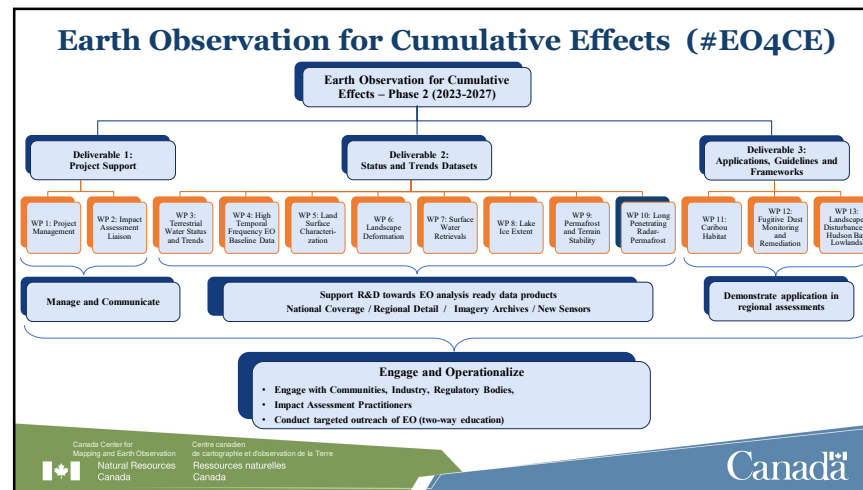 Earth Observation for Cumulative Effects (#EO4CE)
Earth Observation for Cumulative
Effects – Phase 2 (2023-2027)
Deliverable 1:
Project Support
Deliverable 2:
Status and Trends Datasets
Deliverable 3:
Applications, Guidelines and
Frameworks
WP 1: Project
Management
WP 2: Impact
Assessment
Liaison
WP 3:
Terrestrial
Water Status
and Trends
WP 4: High
Temporal
Frequency EO
Baseline Data
WP 5: Land
Surface
Characteri-
zation
WP 6:
Landscape
Deformation
WP 7: Surface
Water
Retrievals
WP 8: Lake
Ice Extent
WP 9:
Permafrost
and Terrain
Stability
WP 10: Long
Penetrating
Radar-
Permafrost
WP 11:
Caribou
Habitat
WP 12:
Fugitive Dust
Monitoring
and
Remediation
WP 13:
Landscape
Disturbance
Hudson Bay
Lowlands
Manage and Communicate
Support R&D towards EO analysis ready data products
National Coverage / Regional Detail / Imagery Archives / New Sensors
Demonstrate application in
regional assessments
Engage and Operationalize
• Engage with Communities, Industry, Regulatory Bodies,
• Impact Assessment Practitioners
• Conduct targeted outreach of EO (two-way education)
Canada Center for
Mapping and Earth Observation
Centre canadien
de cartographie et d'observation de la Terre
Natural Resources
Canada
Ressources naturelles
Canada
Canada